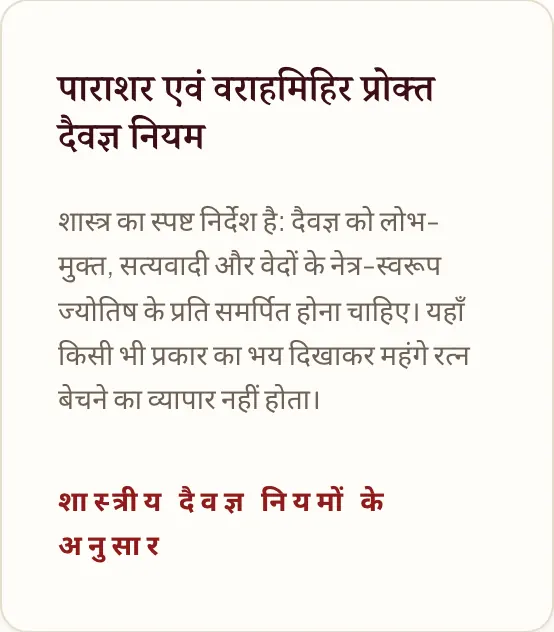 पाराशर एवं वराहमिहिर प्रोक्त
दैवज्ञ नियम
शास्त्र का स्पष्ट निर्देश है: दैवज्ञ को लोभ-
मुक्त, सत्यवादी और वेदों के नेत्र-स्वरूप
ज्योतिष के प्रति समर्पित होना चाहिए। यहाँ
किसी भी प्रकार का भय दिखाकर महंगे रत्न
बेचने का व्यापार नहीं होता।
शास्त्रीय दैवज्ञ नियमों के
अनुसार